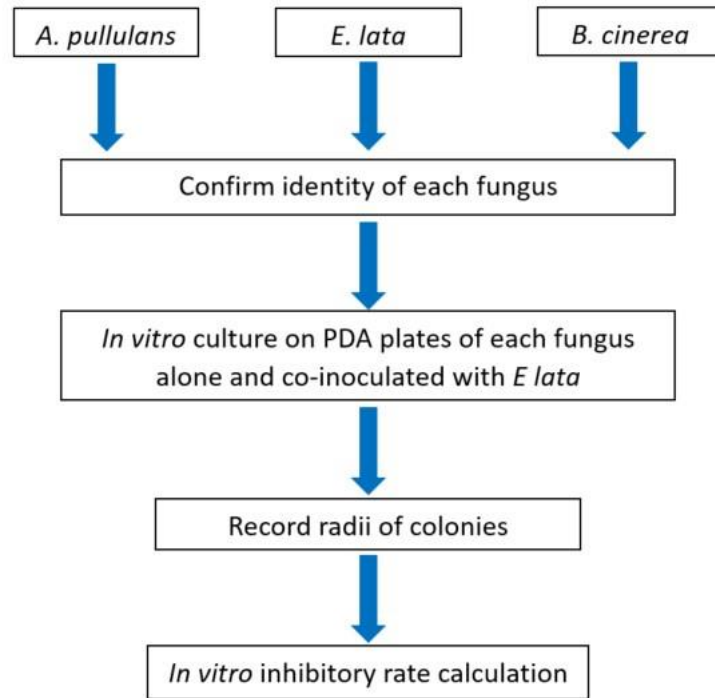 A. pullulans
E. lata
B. cinerea
Confirm identity of each fungus
In vitro culture on PDA plates of each fungus
alone and co-inoculated with E lata
Record radii of colonies
In vitro inhibitory rate calculation